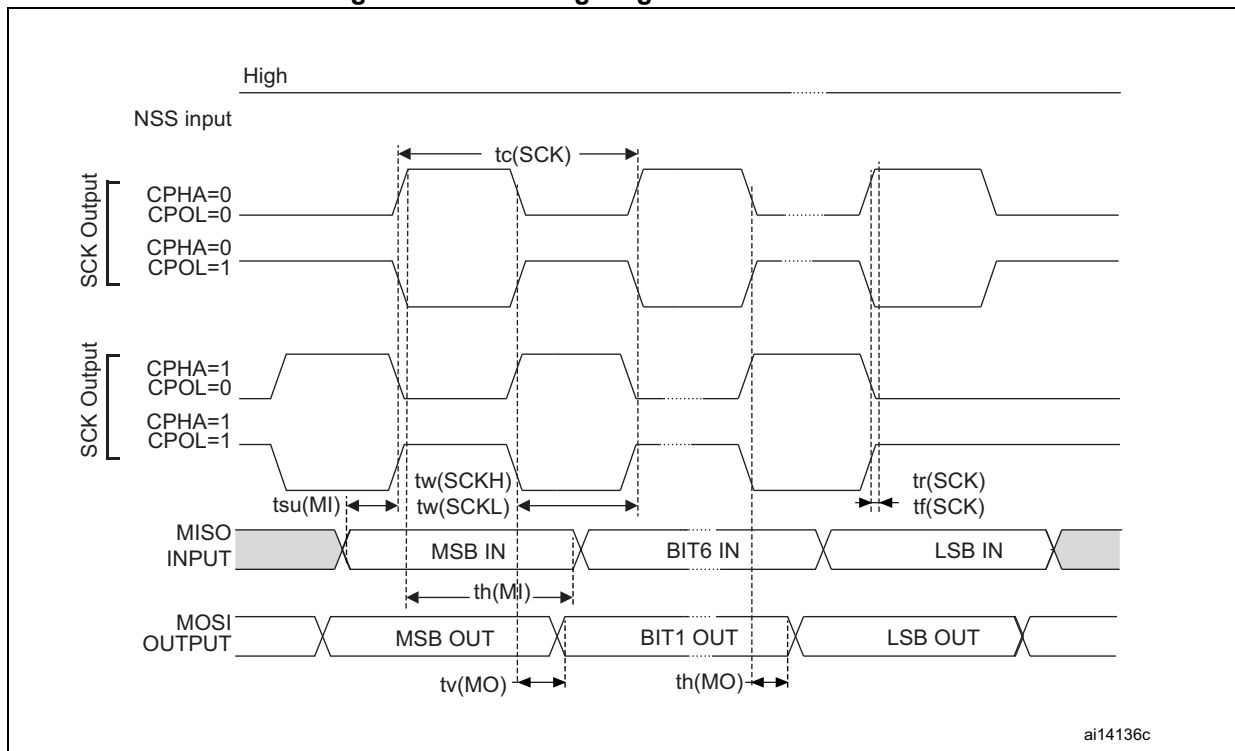 High
NSS input
tc(SCK)
SCK Output
CPHA=0
CPOL=0
CPHA=0
CPOL=1
SCK Output
CPHA=1
CPOL=0
CPHA=1
CPOL=1
tw(SCKH)
tr(SCK)
tsu(MI)
tw(SCKL)
tf(SCK)
MISO
INPUT
MSB IN
BIT6 IN
LSB IN
th(MI)
MOSI
OUTPUT
MSB OUT
BIT1 OUT
LSB OUT
tv(MO)
th(MO)
ai14136c